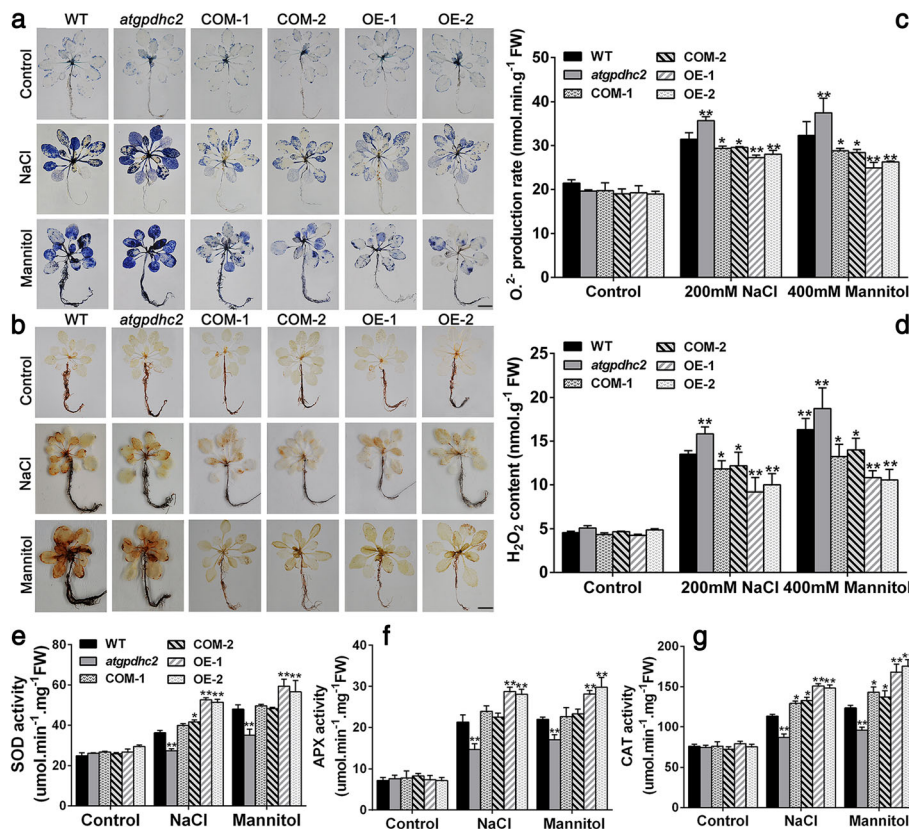 a
WT atgpdhc2 COM-1 COM-2 OE-1 OE-2
Control
NaCl
Mannitol
b
WT atgpdhc2 COM-1 COM-2 OE-1 OE-2
Control
NaCl
Mannitol
c
O.²⁻ production rate (nmol.min.g⁻¹ FW)
50
40
30
20
10
0
WT
atgpdhc2
COM-1
COM-2
OE-1
OE-2
** * * ** **
** * * ** **
Control 200mM NaCl 400mM Mannitol
d
H₂O₂ content (nmol.g⁻¹ FW)
25
20
15
10
5
0
WT
atgpdhc2
COM-1
COM-2
OE-1
OE-2
** * * ** **
** ** * * ** **
Control 200mM NaCl 400mM Mannitol
e
SOD activity
(umol.min⁻¹.mg⁻¹FW)
80
60
40
20
0
WT
atgpdhc2
COM-1
COM-2
OE-1
OE-2
** * ** **
** ** **
Control NaCl Mannitol
f
APX activity
(umol.min⁻¹.mg⁻¹FW)
40
30
20
10
0
** ** **
** ** **
Control NaCl Mannitol
g
CAT activity
(umol.min⁻¹.mg⁻¹FW)
200
150
100
50
0
** * * ** **
** * * ** **
Control NaCl Mannitol